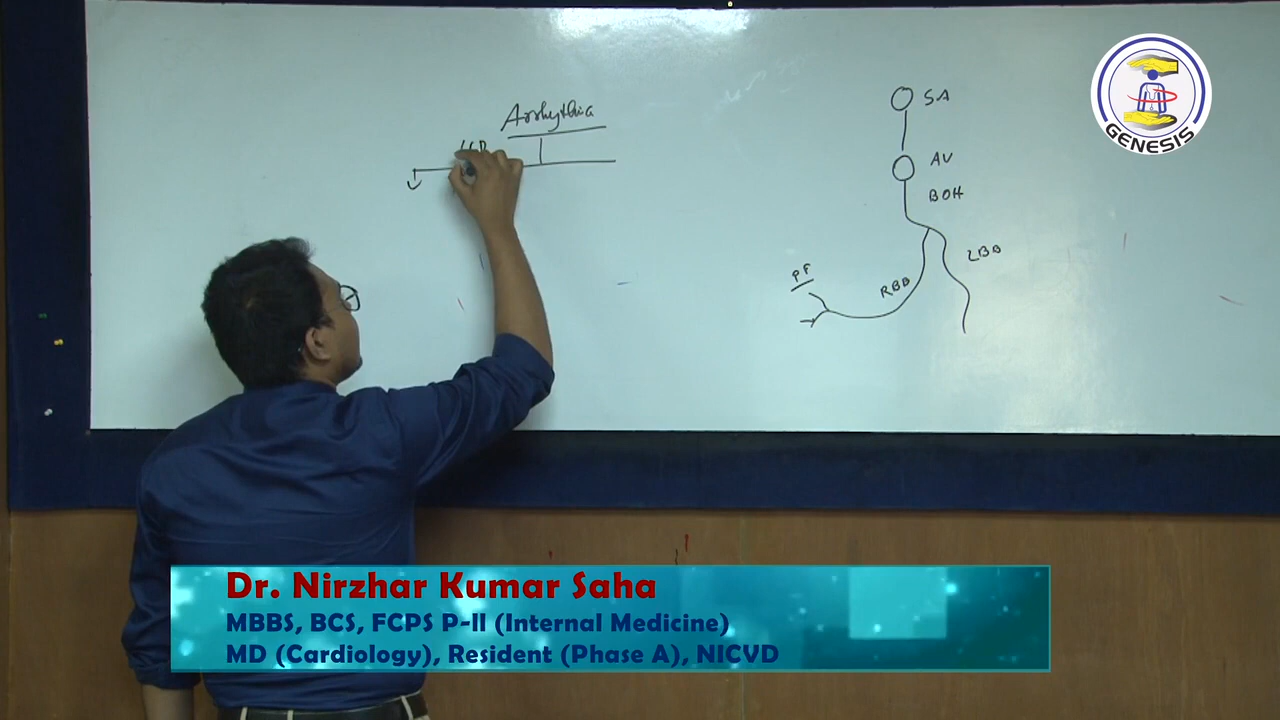 GENESIS
Arrhythmia
SA
AV
BOH
LBB
RBB
PF
Dr. Nirzhar Kumar Saha
MBBS, BCS, FCPS P-II (Internal Medicine)
MD (Cardiology), Resident (Phase A), NICVD